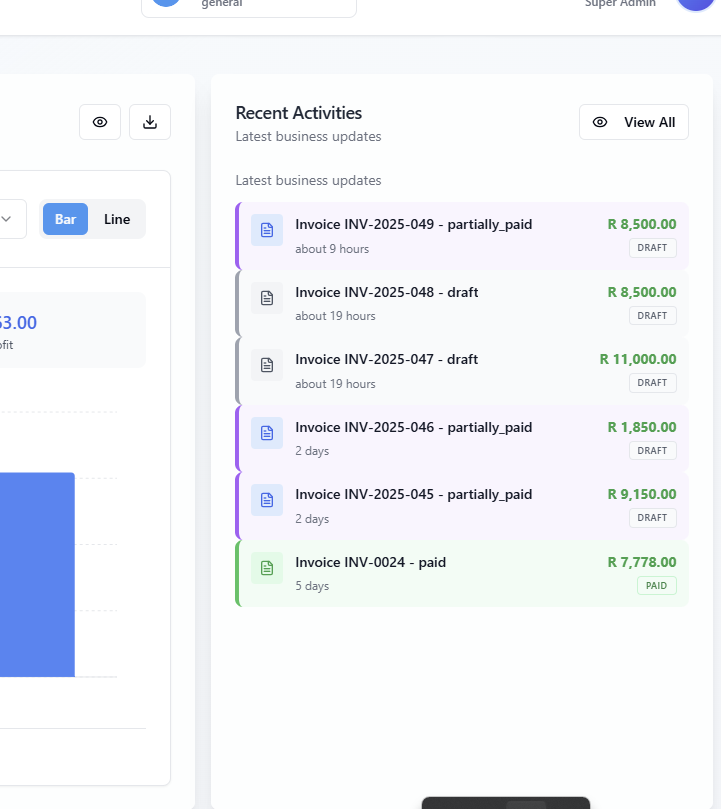 general
Super Admin
Bar
Line
3.00
ofit
Recent Activities
Latest business updates
View All
Latest business updates
Invoice INV-2025-049 - partially_paid
R 8,500.00
about 9 hours
DRAFT
Invoice INV-2025-048 - draft
R 8,500.00
about 19 hours
DRAFT
Invoice INV-2025-047 - draft
R 11,000.00
about 19 hours
DRAFT
Invoice INV-2025-046 - partially_paid
R 1,850.00
2 days
DRAFT
Invoice INV-2025-045 - partially_paid
R 9,150.00
2 days
DRAFT
Invoice INV-0024 - paid
R 7,778.00
5 days
PAID